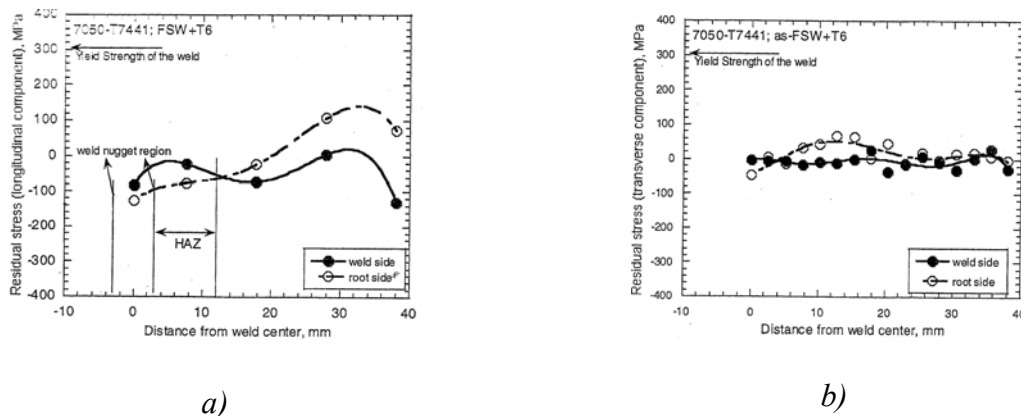 400
300
200
100
0
-100
-200
-300
-400
Residual stress (longitudinal component), MPa
7050-T7441; FSW+T6
Yield Strength of the weld
weld nugget region
HAZ
weld side
root side
-10 0 10 20 30 40
Distance from weld center, mm
a)
400
300
200
100
0
-100
-200
-300
-400
Residual stress (transverse component), MPa
7050-T7441; as-FSW+T6
Yield Strength of the weld
weld side
root side
-10 0 10 20 30 40
Distance from weld center, mm
b)